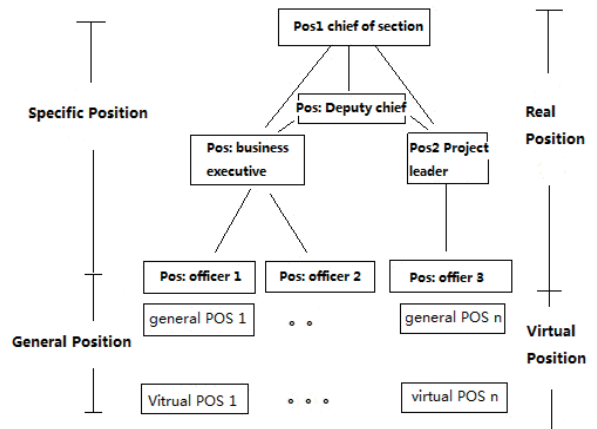 Pos1 chief of section
Pos: Deputy chief
Specific Position
Real
Position
Pos: business
executive
Pos2 Project
leader
Pos: officer 1
Pos: officer 2
Pos: offier 3
general POS 1
general POS n
General Position
Virtual
Position
Vitrual POS 1
virtual POS n